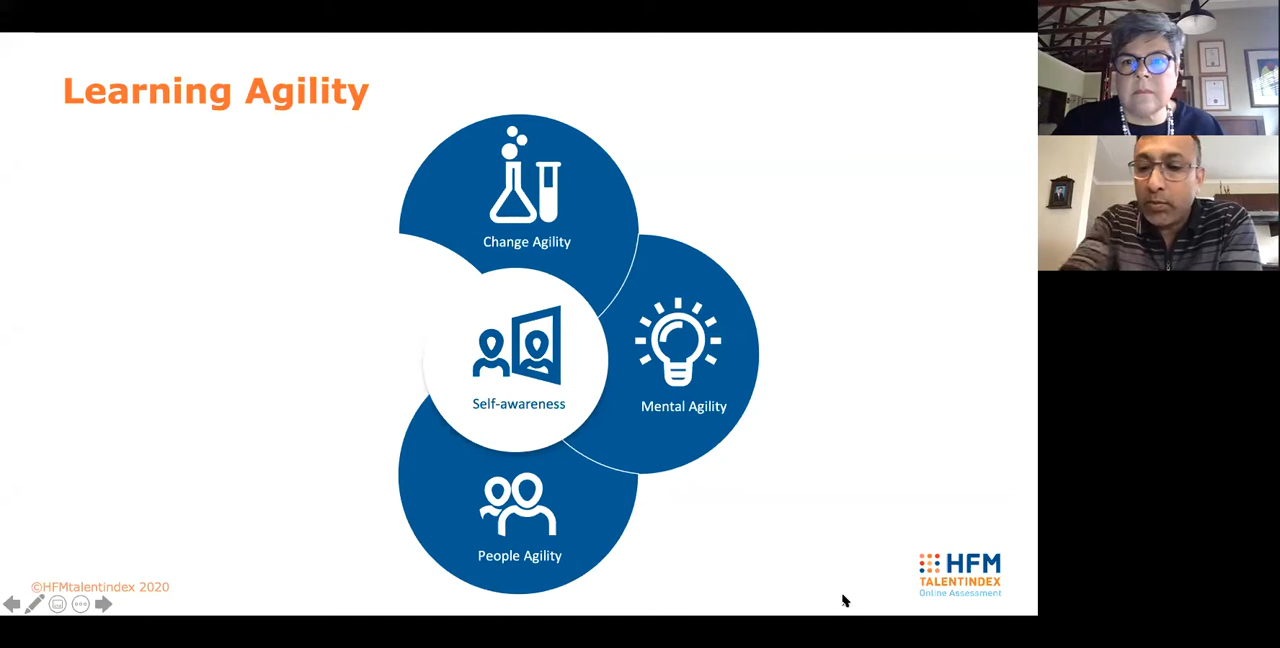 Learning Agility
Change Agility
Self-awareness
Mental Agility
People Agility
©HFMtalentindex 2020
HFM
TALENTINDEX
Online Assessment